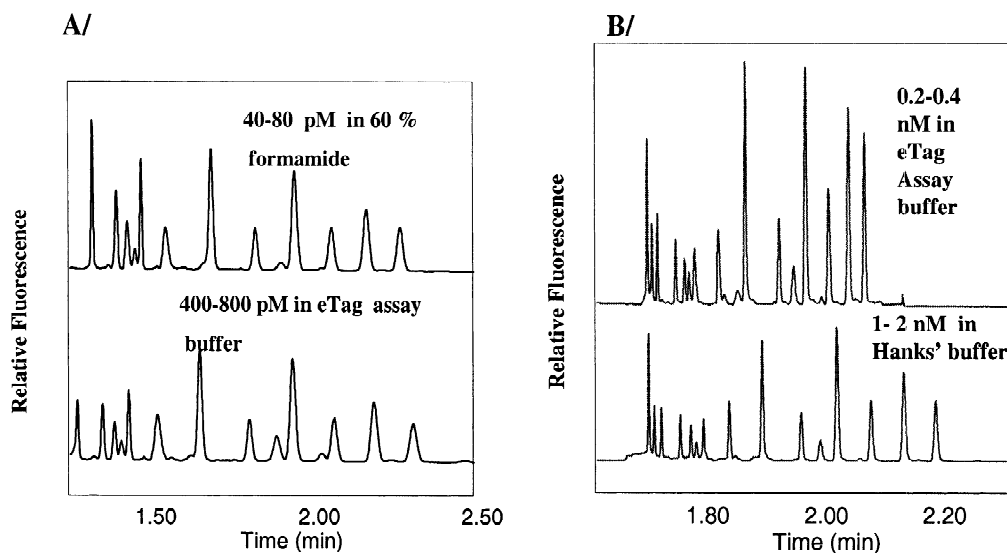 A/
40-80 pM in 60 %
formamide
400-800 pM in eTag assay
buffer
Relative Fluorescence
1.50 2.00 2.50
Time (min)
B/
0.2-0.4
nM in
eTag
Assay
buffer
1- 2 nM in
Hanks' buffer
Relative Fluorescence
1.80 2.00 2.20
Time (min)